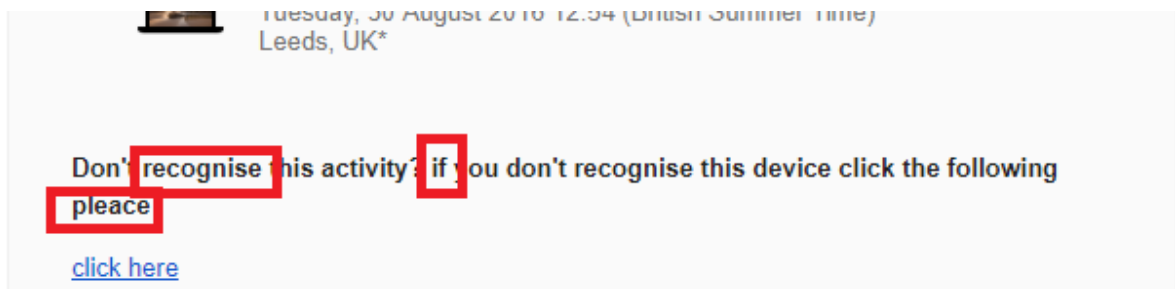 Tuesday, 30 August 2016 12:54 (British Summer Time)
Leeds, UK*
Don't recognise this activity? if you don't recognise this device click the following
pleace
click here